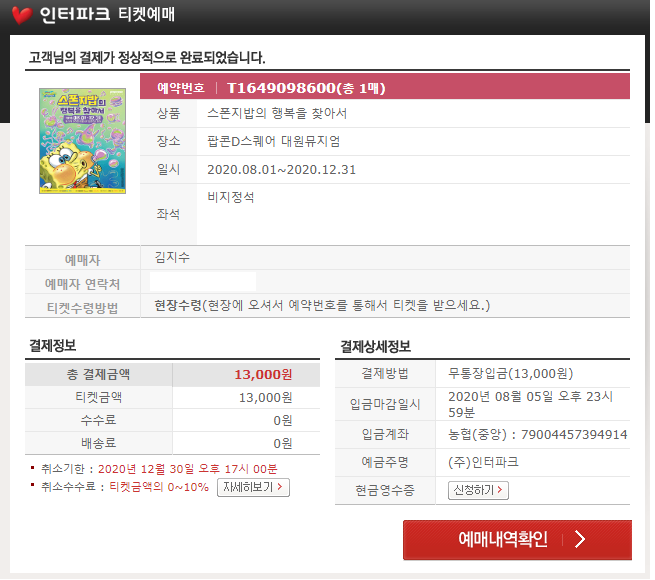 인터파크 티켓예매
고객님의 결제가 정상적으로 완료되었습니다.
예약번호 | T1649098600(총 1매)
스폰지밥의
행복을 찾아서
상품 스폰지밥의 행복을 찾아서
장소 팝콘D스퀘어 대원뮤지엄
일시 2020.08.01~2020.12.31
좌석 비지정석
예매자 김지수
예매자 연락처
티켓수령방법 현장수령(현장에 오셔서 예약번호를 통해서 티켓을 받으세요.)
결제정보
총 결제금액 13,000원
티켓금액 13,000원
수수료 0원
배송료 0원
취소기한 : 2020년 12월 30일 오후 17시 00분
취소수수료 : 티켓금액의 0~10% 자세히보기 >
결제상세정보
결제방법 무통장입금(13,000원)
입금마감일시 2020년 08월 05일 오후 23시
59분
입금계좌 농협(중앙) : 79004457394914
예금주명 (주)인터파크
현금영수증 신청하기 >
예매내역확인 >